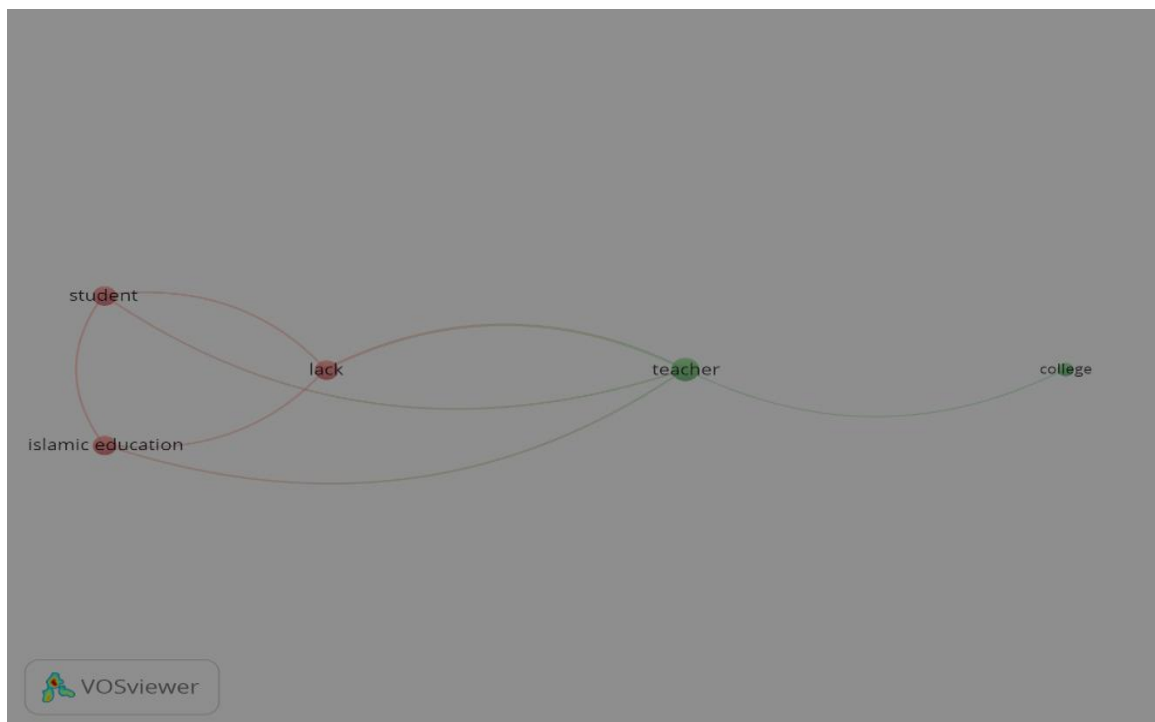 student
lack
teacher
college
islamic education
VOSviewer